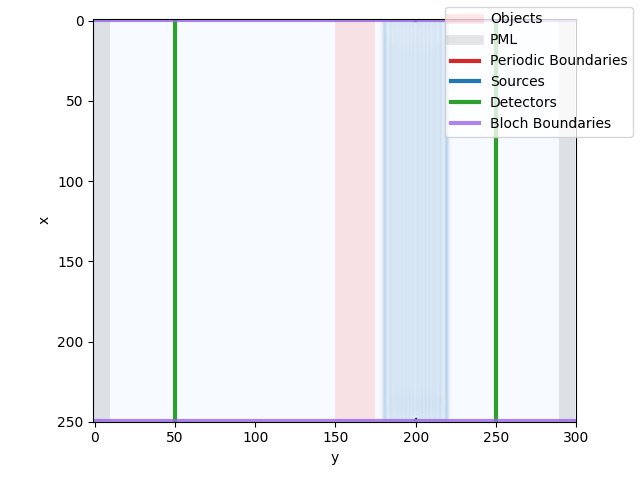 Objects
PML
Periodic Boundaries
Sources
Detectors
Bloch Boundaries
0
50
100
150
200
250
x
0
50
100
150
200
250
300
y